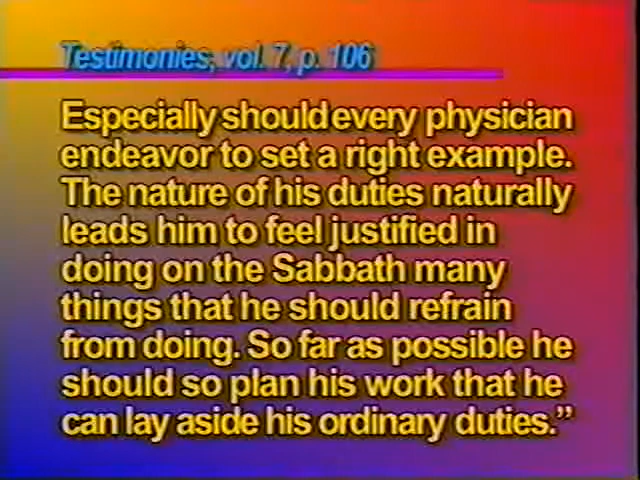 Testimonies, vol. 7, p. 106
Especially should every physician
endeavor to set a right example.
The nature of his duties naturally
leads him to feel justified in
doing on the Sabbath many
things that he should refrain
from doing. So far as possible he
should so plan his work that he
can lay aside his ordinary duties.”